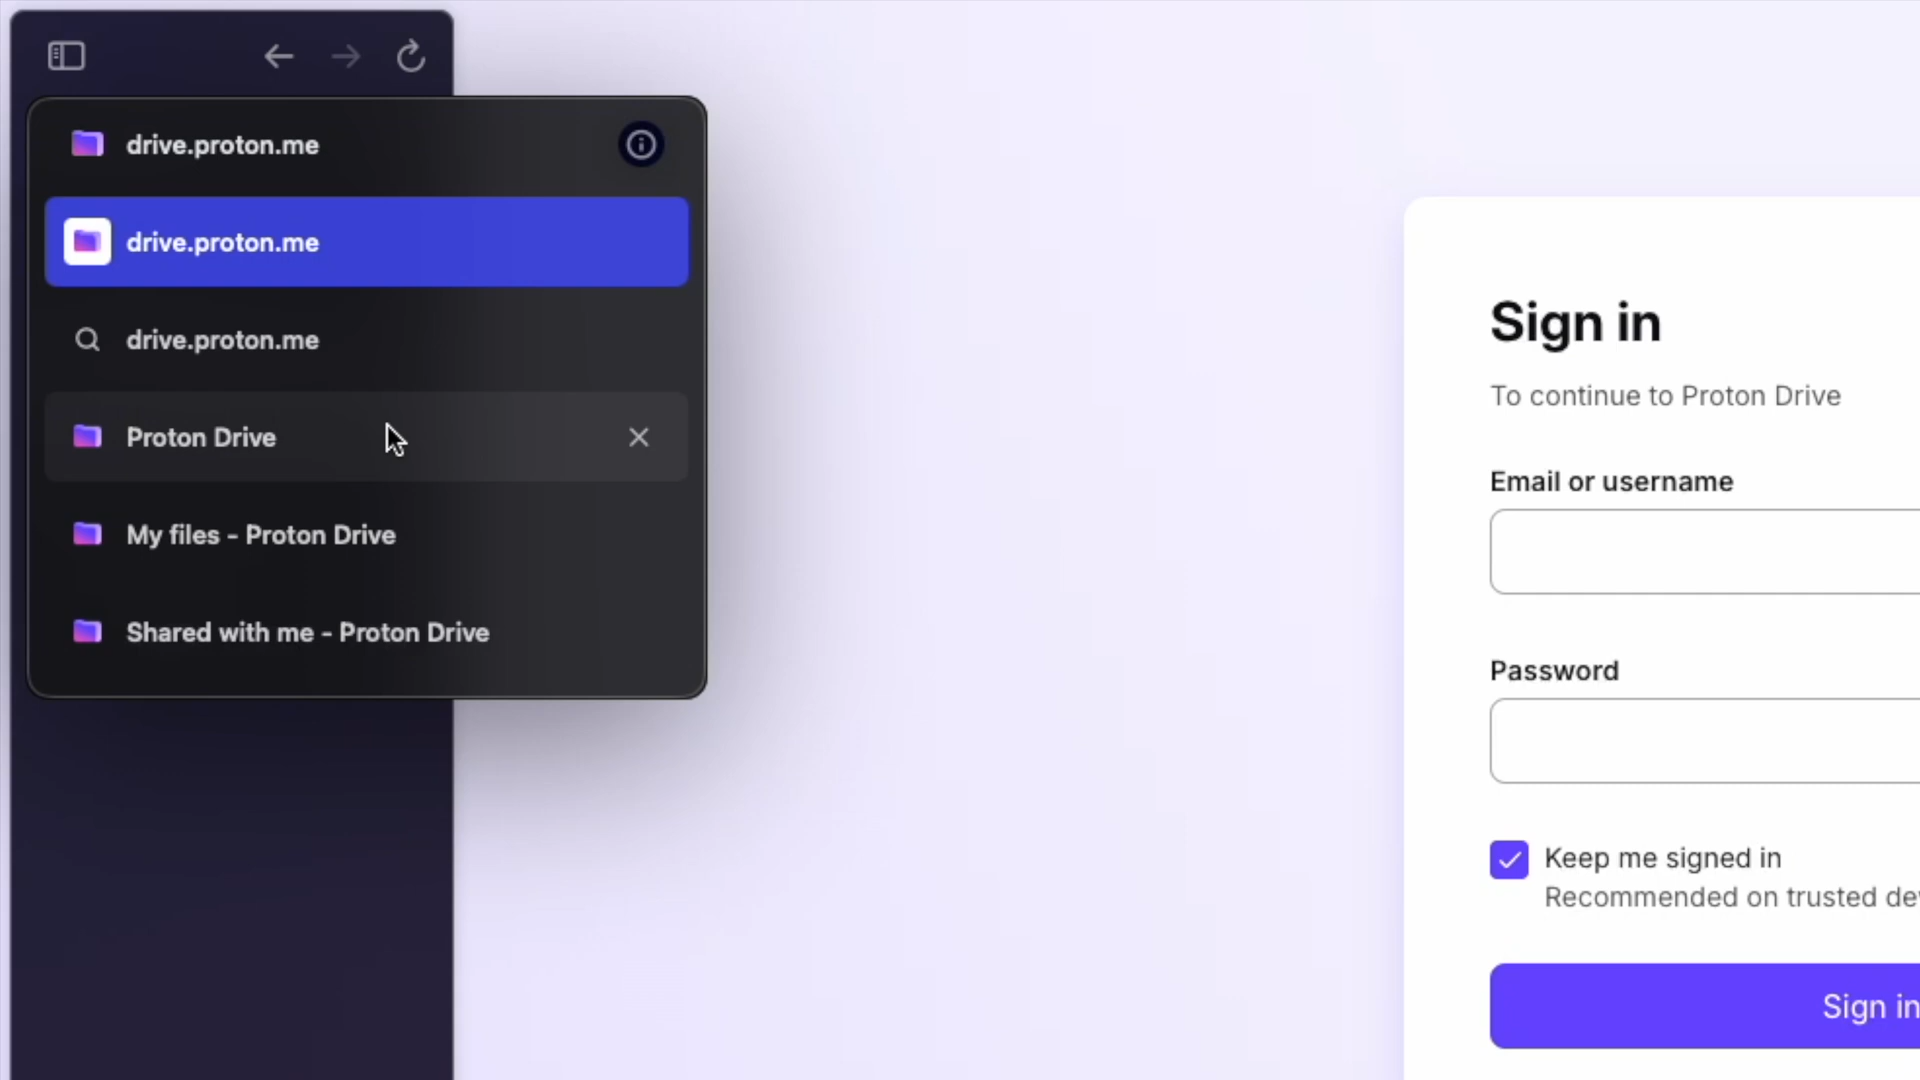 drive.proton.me
drive.proton.me
drive.proton.me
Proton Drive
My files - Proton Drive
Shared with me - Proton Drive
Sign in
To continue to Proton Drive
Email or username
Password
Keep me signed in
Recommended on trusted
Sign in